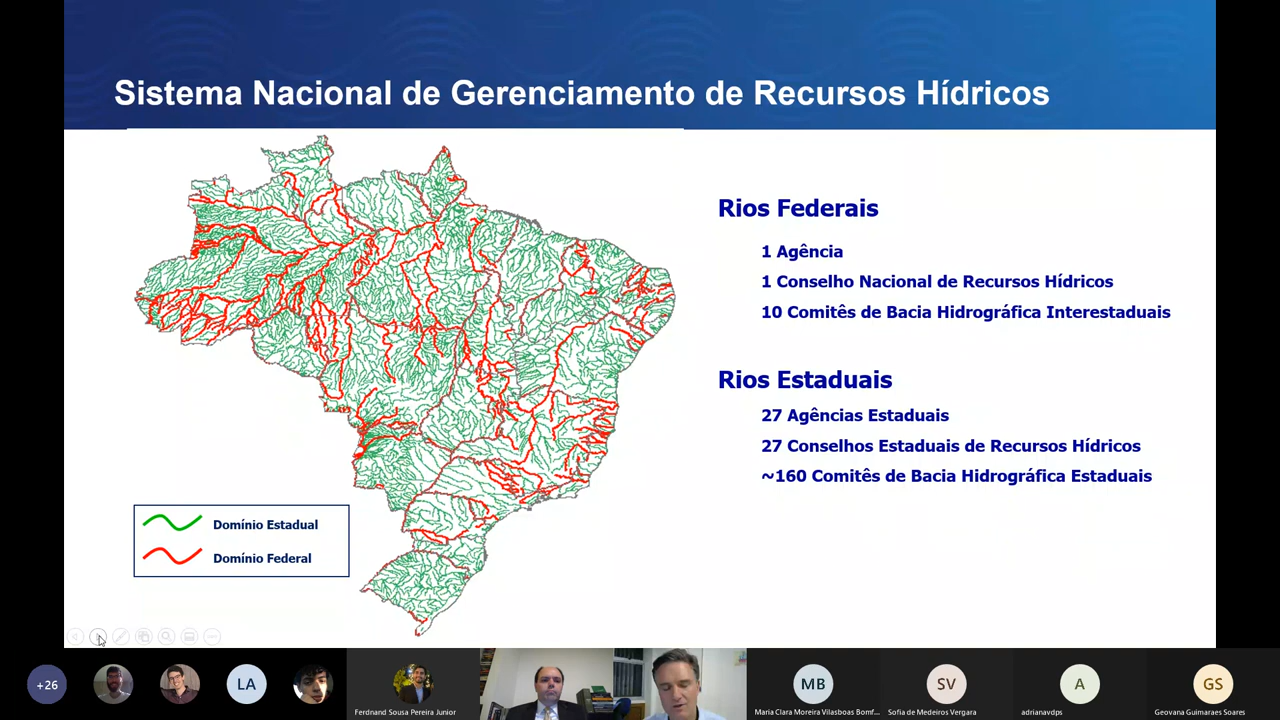 Sistema Nacional de Gerenciamento de Recursos Hídricos
Rios Federais
1 Agência
1 Conselho Nacional de Recursos Hídricos
10 Comitês de Bacia Hidrográfica Interestaduais
Rios Estaduais
27 Agências Estaduais
27 Conselhos Estaduais de Recursos Hídricos
~160 Comitês de Bacia Hidrográfica Estaduais
Domínio Estadual
Domínio Federal
+26
LA
Ferdnand Sousa Pereira Junior
MB
Maria Clara Moreira Vilasboas Bomf...
SV
Sofia de Medeiros Vergara
A
adrianavdps
GS
Geovana Guimaraes Soares